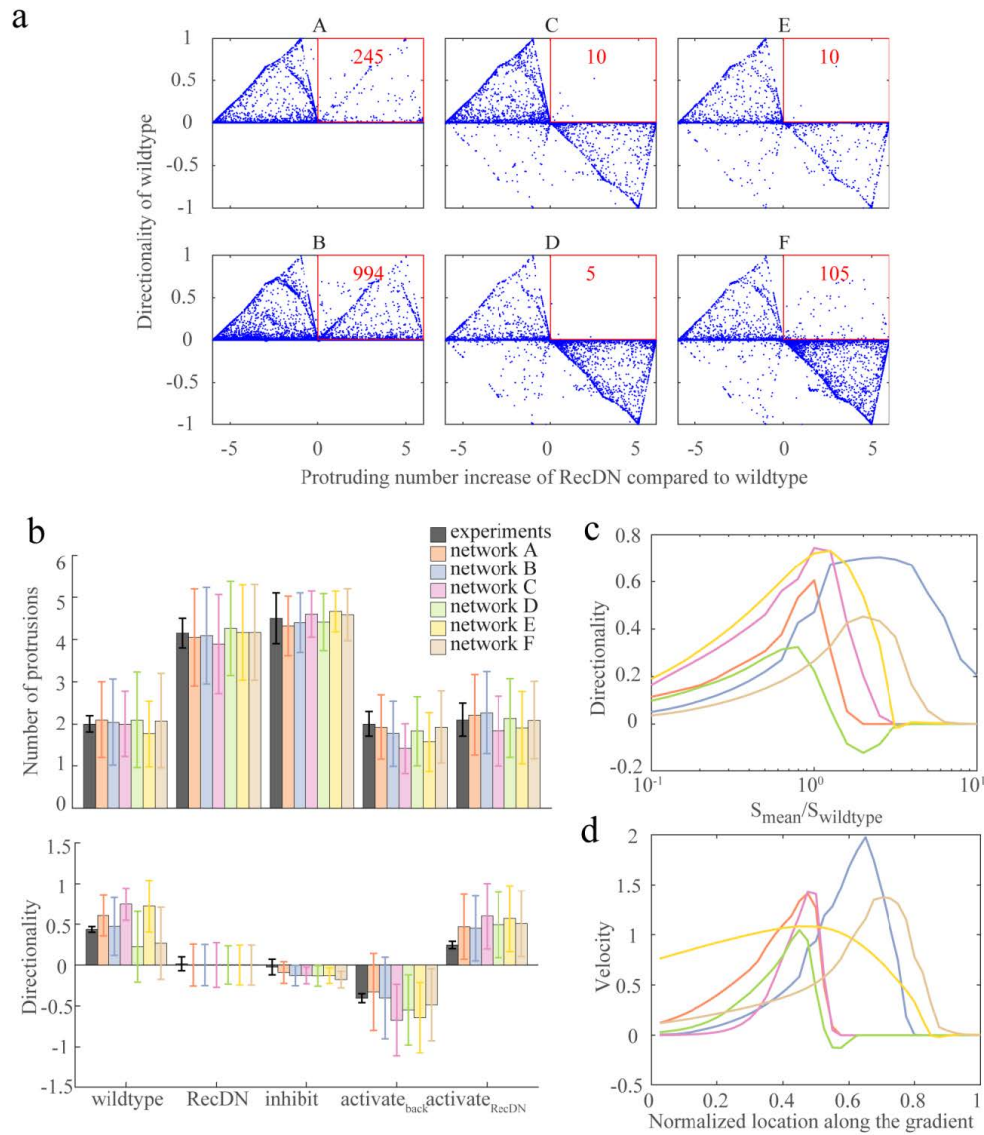 a
A
C
E
245
10
10
1
0.5
0
-0.5
-1
B
D
F
994
5
105
1
0.5
0
-0.5
-1
-5 0 5
-5 0 5
-5 0 5
Directionality of wildtype
Protruding number increase of RecDN compared to wildtype
b
experiments
network A
network B
network C
network D
network E
network F
6
5
4
3
2
1
0
Number of protrusions
1
0.5
0
-0.5
-1
-1.5
Directionality
wildtype RecDN inhibit activate_back activate_RecDN
c
0.8
0.6
0.4
0.2
0
-0.2
Directionality
10^-1 10^0 10^1
S_mean/S_wildtype
d
2
1.5
1
0.5
0
-0.5
Velocity
0 0.2 0.4 0.6 0.8 1
Normalized location along the gradient